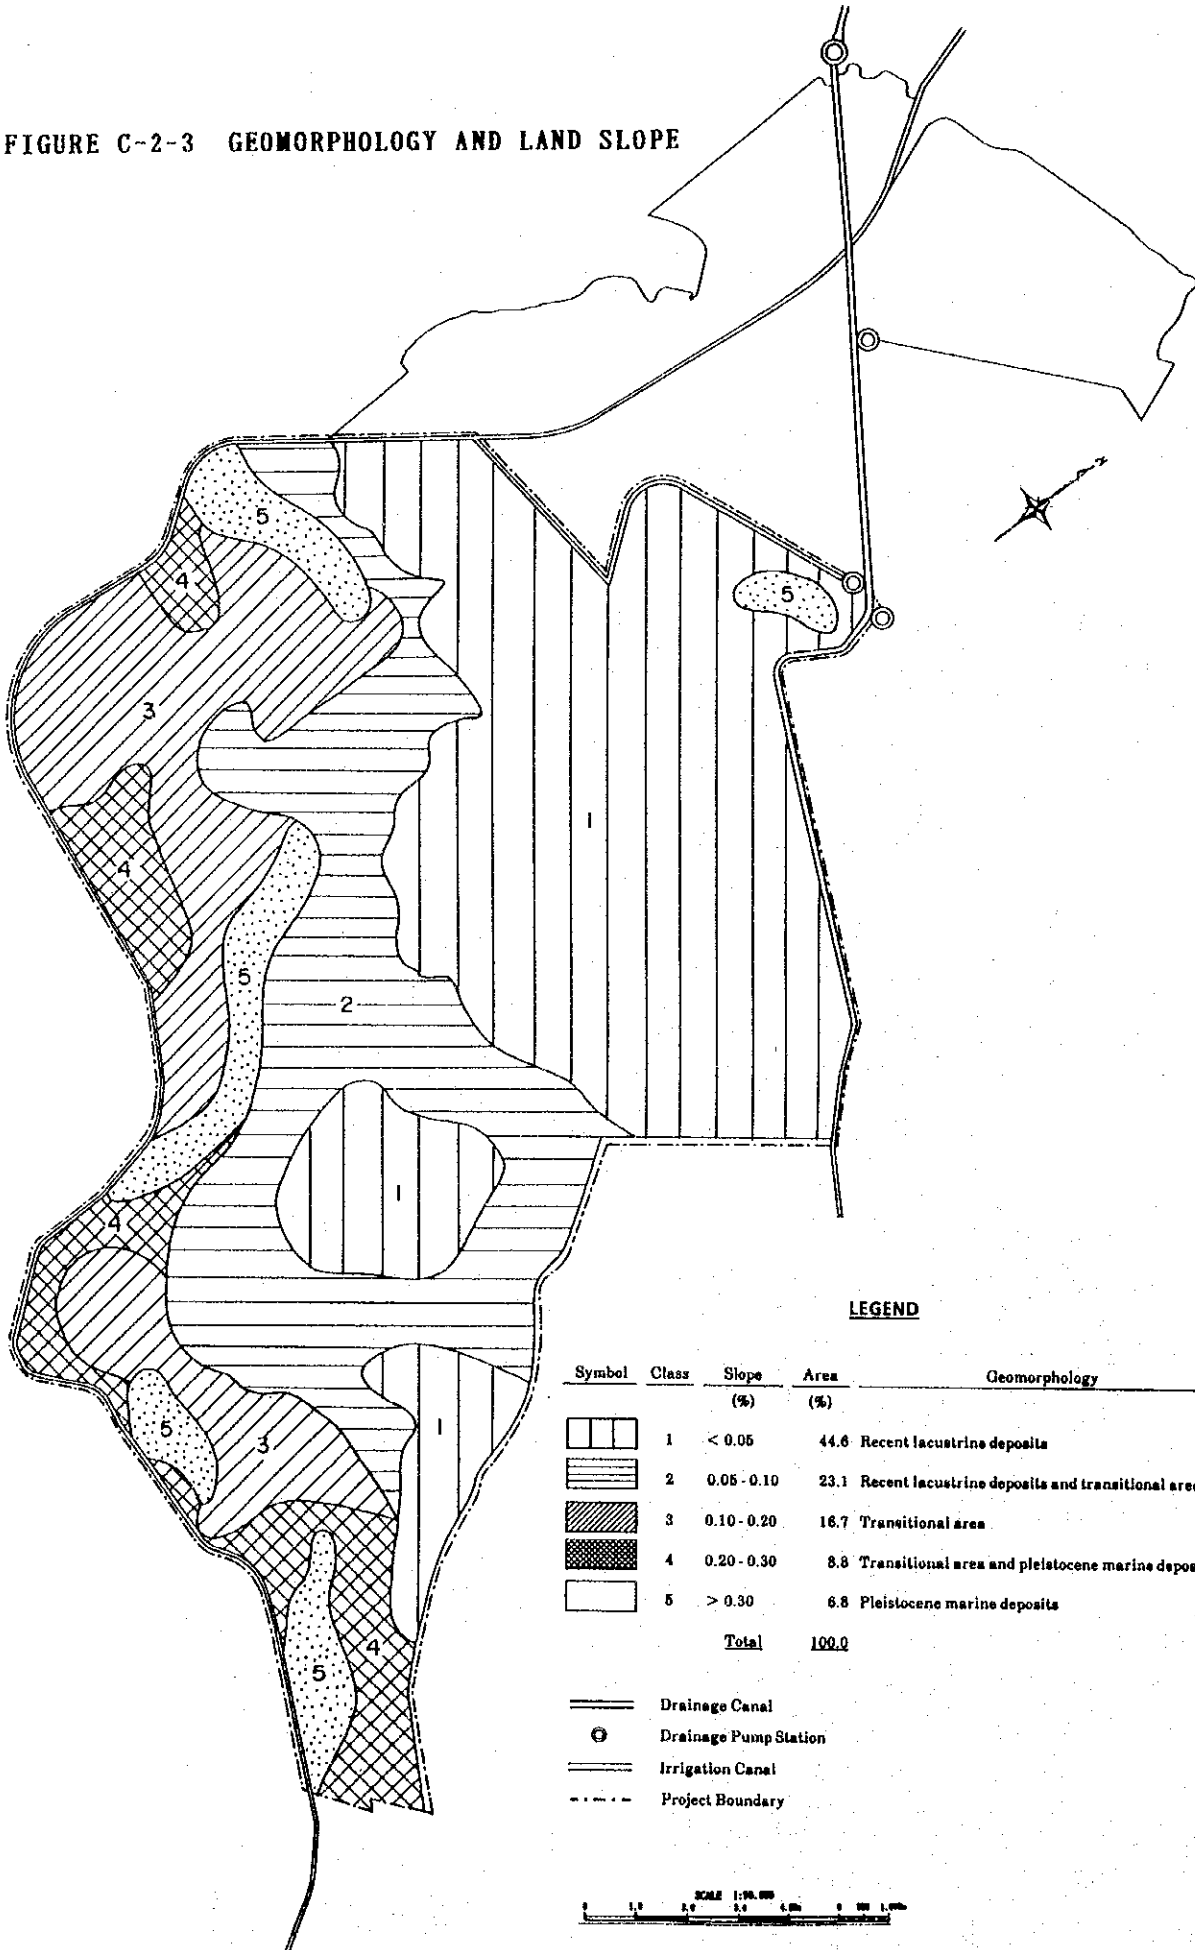 FIGURE C-2-3 GEOMORPHOLOGY AND LAND SLOPE
5
4
5
3
1
4
5
2
1
4
5
3
1
4
5
LEGEND
Symbol Class Slope Area Geomorphology
(%) (%)
1 < 0.05 44.6 Recent lacustrine deposits
2 0.05 - 0.10 23.1 Recent lacustrine deposits and transitional area
3 0.10 - 0.20 16.7 Transitional area
4 0.20 - 0.30 8.8 Transitional area and pleistocene marine depos
5 > 0.30 6.8 Pleistocene marine deposits
Total 100.0
Drainage Canal
Drainage Pump Station
Irrigation Canal
Project Boundary
SCALE